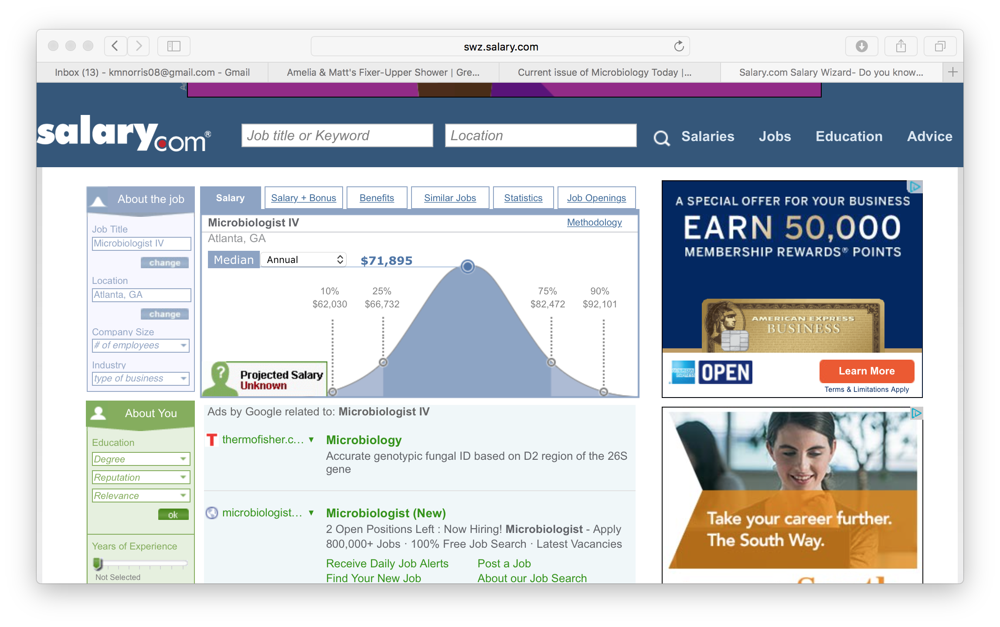 swz.salary.com
Inbox (13) - kmnorris08@gmail.com - Gmail
Amelia & Matt's Fixer-Upper Shower | Gre...
Current issue of Microbiology Today |...
Salary.com Salary Wizard- Do you know...
salary.com®
Job title or Keyword
Location
Salaries
Jobs
Education
Advice
About the job
Job Title
Microbiologist IV
change
Location
Atlanta, GA
change
Company Size
# of employees
Industry
type of business
About You
Education
Degree
Reputation
Relevance
ok
Years of Experience
Not Selected
Salary
Salary + Bonus
Benefits
Similar Jobs
Statistics
Job Openings
Microbiologist IV
Methodology
Atlanta, GA
Median
Annual
$71,895
10%
$62,030
25%
$66,732
75%
$82,472
90%
$92,101
Projected Salary
Unknown
Ads by Google related to: Microbiologist IV
thermofisher.c... ▼
Microbiology
Accurate genotypic fungal ID based on D2 region of the 26S
gene
microbiologist... ▼
Microbiologist (New)
2 Open Positions Left : Now Hiring! Microbiologist - Apply
800,000+ Jobs · 100% Free Job Search · Latest Vacancies
Receive Daily Job Alerts
Post a Job
Find Your New Job
About our Job Search
A SPECIAL OFFER FOR YOUR BUSINESS
EARN 50,000
MEMBERSHIP REWARDS® POINTS
AMERICAN EXPRESS
BUSINESS
OPEN
Learn More
Terms & Limitations Apply
Take your career further.
The South Way.